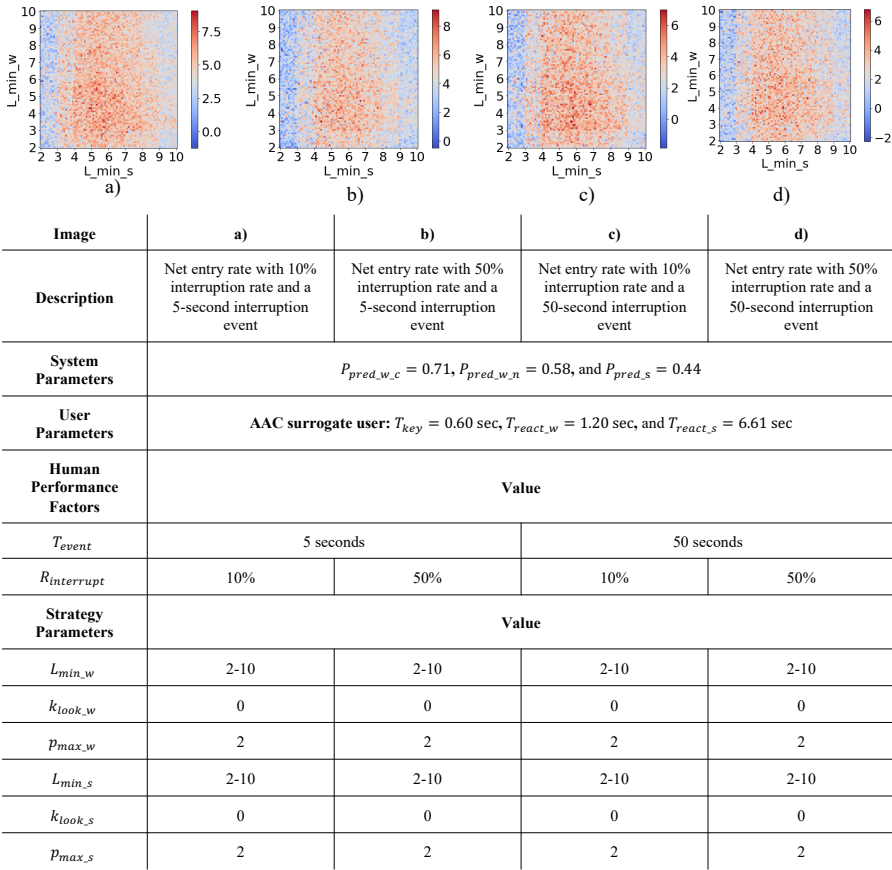 10
9
8
7
6
5
4
3
2
L_min_w
2 3 4 5 6 7 8 9 10
L_min_s
7.5
5.0
2.5
0.0
a)
10
9
8
7
6
5
4
3
2
L_min_w
2 3 4 5 6 7 8 9 10
L_min_s
8
6
4
2
0
b)
10
9
8
7
6
5
4
3
2
L_min_w
2 3 4 5 6 7 8 9 10
L_min_s
6
4
2
0
c)
10
9
8
7
6
5
4
3
2
L_min_w
2 3 4 5 6 7 8 9 10
L_min_s
6
4
2
0
−2
d)
Image a) b) c) d)
Description
Net entry rate with 10%
interruption rate and a
5-second interruption
event
Net entry rate with 50%
interruption rate and a
5-second interruption
event
Net entry rate with 10%
interruption rate and a
50-second interruption
event
Net entry rate with 50%
interruption rate and a
50-second interruption
event
System
Parameters
P_pred_w_c = 0.71, P_pred_w_n = 0.58, and P_pred_s = 0.44
User
Parameters
AAC surrogate user: T_key = 0.60 sec, T_react_w = 1.20 sec, and T_react_s = 6.61 sec
Human
Performance
Factors
Value
T_event 5 seconds 50 seconds
R_interrupt 10% 50% 10% 50%
Strategy
Parameters
Value
L_min_w 2-10 2-10 2-10 2-10
k_look_w 0 0 0 0
p_max_w 2 2 2 2
L_min_s 2-10 2-10 2-10 2-10
k_look_s 0 0 0 0
p_max_s 2 2 2 2